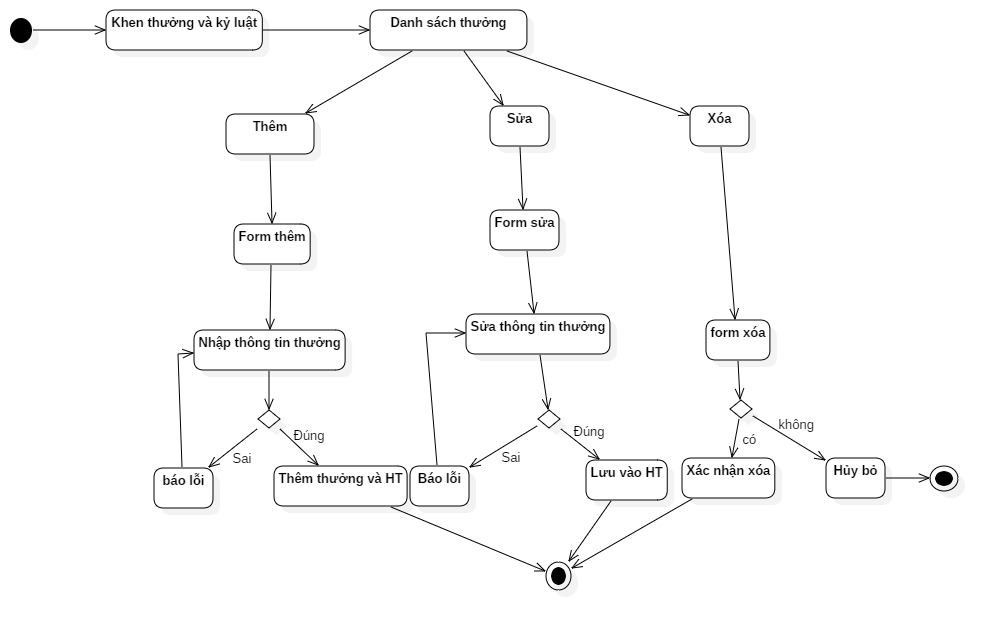 Khen thưởng và kỷ luật
Danh sách thưởng
Thêm
Sửa
Xóa
Form thêm
Form sửa
Nhập thông tin thưởng
Sửa thông tin thưởng
form xóa
Đúng
Sai
Đúng
Sai
có
không
báo lỗi
Thêm thưởng và HT
Báo lỗi
Lưu vào HT
Xác nhận xóa
Hủy bỏ